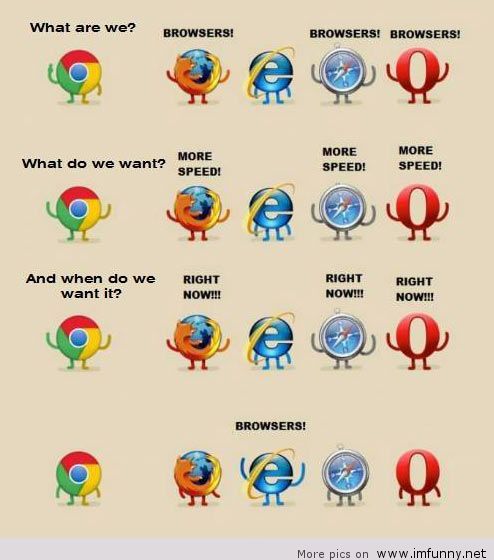 What are we?
BROWSERS!
BROWSERS!
BROWSERS!
What do we want?
MORE
SPEED!
MORE
SPEED!
MORE
SPEED!
And when do we
want it?
RIGHT
NOW!!!
RIGHT
NOW!!!
RIGHT
NOW!!!
BROWSERS!
More pics on www.imfunny.net